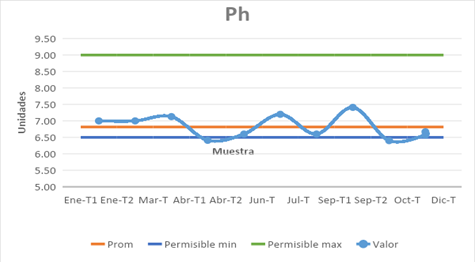 Ph
9.50
9.00
8.50
8.00
7.50
7.00
6.50
6.00
5.50
5.00
Unidades
Muestra
Ene-T1 Ene-T2 Mar-T Abr-T1 Abr-T2 Jun-T Jul-T Sep-T1 Sep-T2 Oct-T Dic-T
Prom Permisible min Permisible max Valor